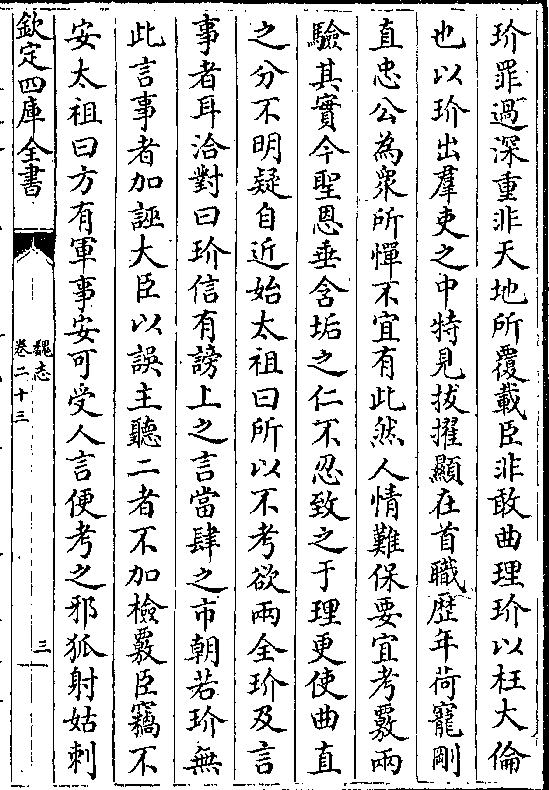 玠罪過深重非天地所覆載臣非敢曲理玠以枉大倫
也以玠出羣吏之中特見拔擢顯在首職歴年荷寵剛
直忠公為衆所憚不宜有此然人情難保要宜考覈兩
驗其實今聖恩垂含垢之仁不忍致之于理更使曲直
之分不明疑自近始太祖曰所以不考欲兩全玠及言
事者耳洽對曰玠信有謗上之言當肆之市朝若玠無
此言事者加誣大臣以誤主聽二者不加檢覈臣竊不
安太祖曰方有軍事安可受人言便考之邪狐射姑刺
欽定四庫全書
魏志
卷二十三
三